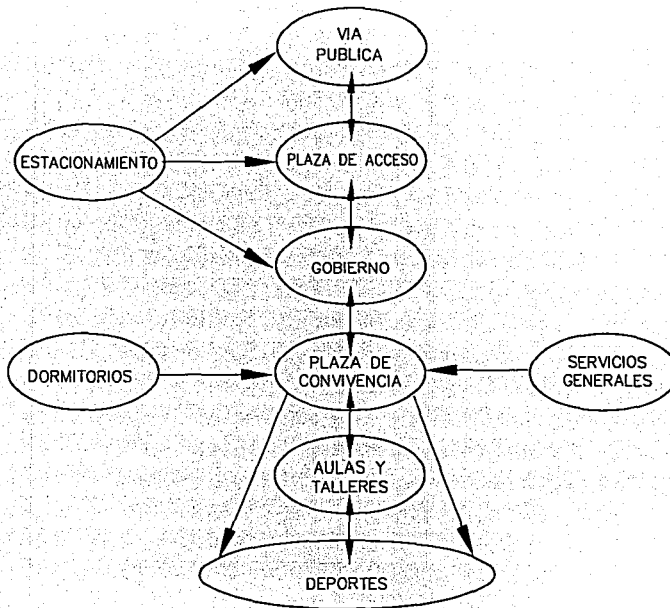 VIA
PUBLICA
ESTACIONAMIENTO
PLAZA DE ACCESO
GOBIERNO
DORMITORIOS
PLAZA DE
CONVIVENCIA
SERVICIOS
GENERALES
AULAS Y
TALLERES
DEPORTES